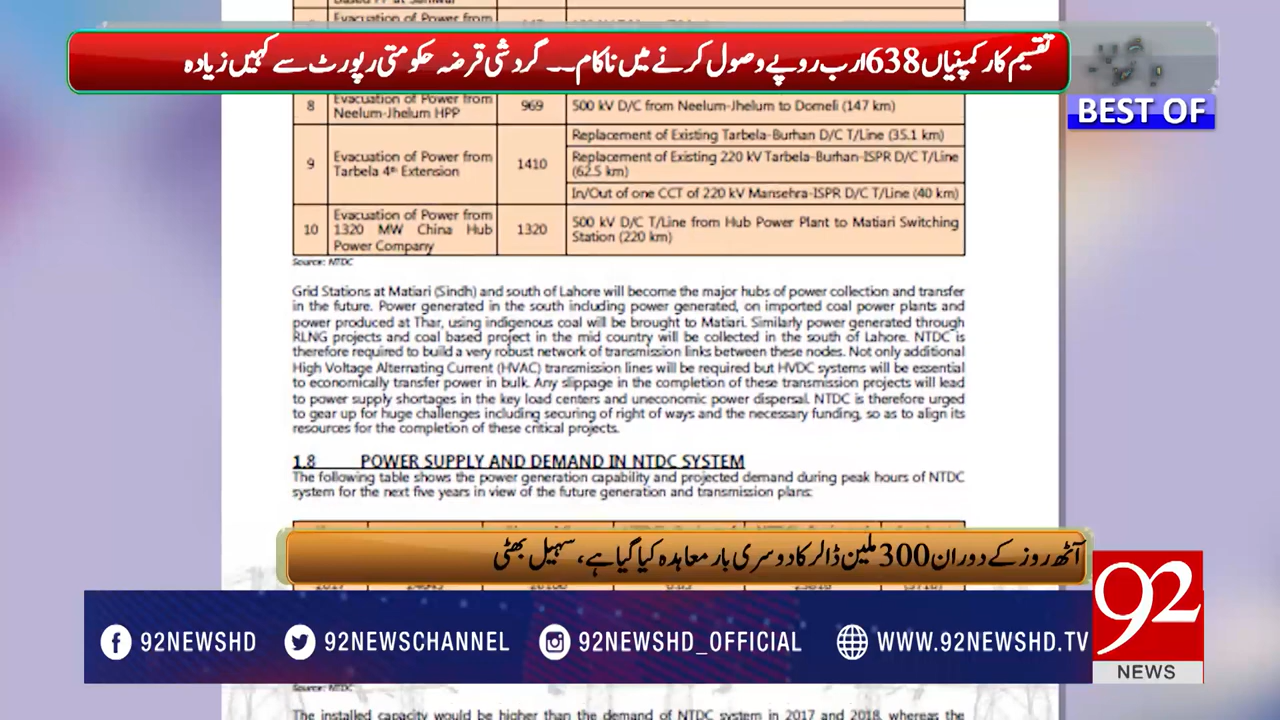 Evacuation of Power from
تقسیم کار کمپنیاں 638 ارب روپے وصول کرنے میں ناکام ۔۔ گردشی قرضہ حکومتی رپورٹ سے کہیں زیادہ
BEST OF
8 Evacuation of Power from Neelum-Jhelum HPP 969 500 kV D/C from Neelum-Jhelum to Domeli (147 km)
Replacement of Existing Tarbela-Burhan D/C T/Line (35.1 km)
9 Evacuation of Power from Tarbela 4th Extension 1410 Replacement of Existing 220 kV Tarbela-Burhan-ISPR D/C T/Line (62.5 km)
In/Out of one CCT of 220 kV Mansehra-ISPR D/C T/Line (40 km)
10 Evacuation of Power from 1320 MW China Hub Power Company 1320 500 kV D/C T/Line from Hub Power Plant to Matiari Switching Station (220 km)
Source: NTDC
Grid Stations at Matiari (Sindh) and south of Lahore will become the major hubs of power collection and transfer
in the future. Power generated in the south including power generated, on imported coal power plants and
power produced at Thar, using indigenous coal will be brought to Matiari. Similarly power generated through
RLNG projects and coal based project in the mid country will be collected in the south of Lahore. NTDC is
therefore required to build a very robust network of transmission links between these nodes. Not only additional
High Voltage Alternating Current (HVAC) transmission lines will be required but HVDC systems will be essential
to economically transfer power in bulk. Any slippage in the completion of these transmission projects will lead
to power supply shortages in the key load centers and uneconomic power dispersal. NTDC is therefore urged
to gear up for huge challenges including securing of right of ways and the necessary funding, so as to align its
resources for the completion of these critical projects.
1.8 POWER SUPPLY AND DEMAND IN NTDC SYSTEM
The following table shows the power generation capability and projected demand during peak hours of NTDC
system for the next five years in view of the future generation and transmission plans:
آٹھ روز کے دوران 300 ملین ڈالر کا دوسری بار معاہدہ کیا گیا ہے، سہیل بھٹی
92NEWSHD 92NEWSCHANNEL 92NEWSHD_OFFICIAL WWW.92NEWSHD.TV
92
NEWS
Source: NTDC
The installed capacity would be higher than the demand of NTDC system in 2017 and 2018, whereas the